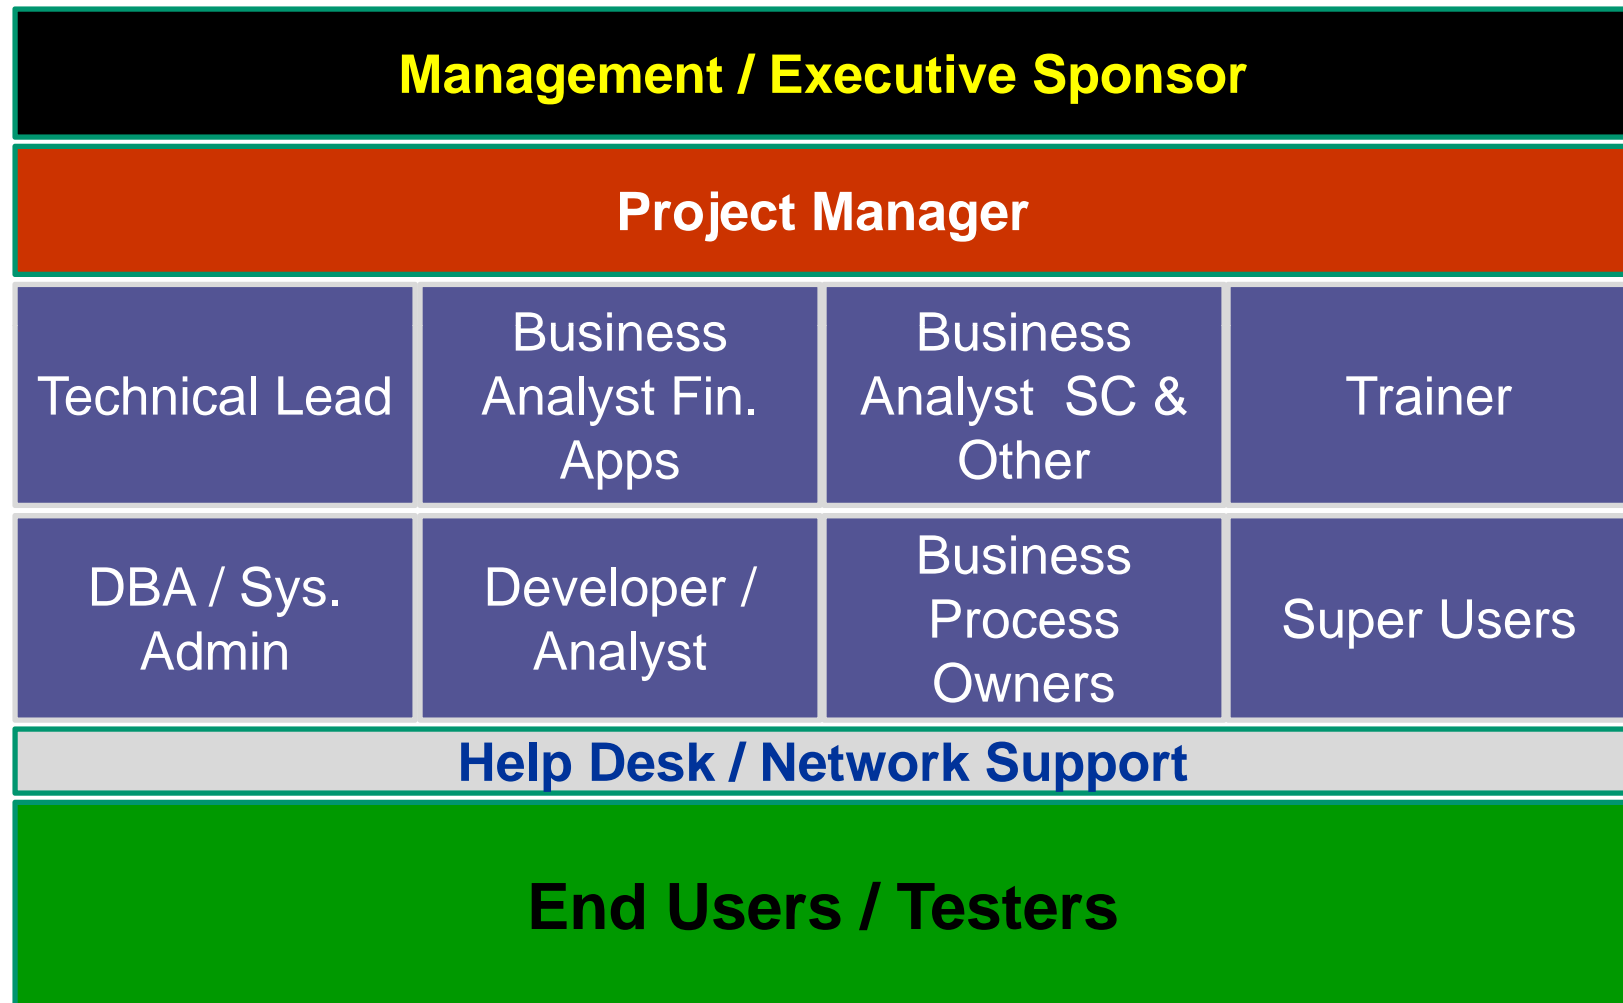 Management / Executive Sponsor
Project Manager
Technical Lead
Business
Analyst Fin.
Apps
Business
Analyst  SC &
Other
Trainer
DBA / Sys.
Admin
Developer /
Analyst
Business
Process
Owners
Super Users
Help Desk / Network Support
End Users / Testers